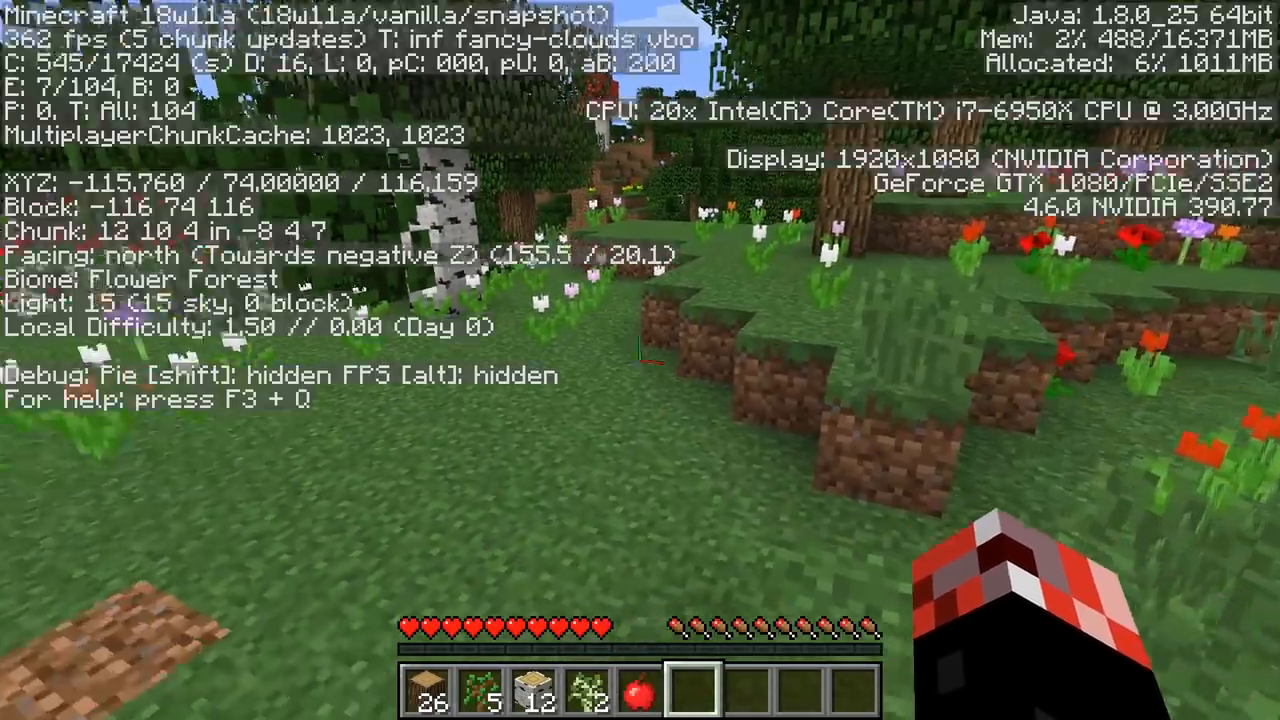 Minecraft 18w11a (18w11a/vanilla/snapshot)
362 fps (5 chunk updates) T: inf fancy-clouds vbo
C: 545/17424 (s) D: 16, L: 0, pC: 000, pU: 0, aB: 200
E: 7/104, B: 0
P: 0. T: All: 104
MultiplayerChunkCache: 1023, 1023
XYZ: -115.760 / 74.00000 / 116.159
Block: -116 74 116
Chunk: 12 10 4 in -8 4 7
Facing: north (Towards negative Z) (155.5 / 20.1)
Biome: Flower Forest
Light: 15 (15 sky, 0 block)
Local Difficulty: 1.50 // 0.00 (Day 0)
Debug: Pie [shift]: hidden FPS [alt]: hidden
For help: press F3 + Q
Java: 1.8.0_25 64bit
Mem: 2% 488/16371MB
Allocated: 6% 1011MB
CPU: 20x Intel(R) Core(TM) i7-6950X CPU @ 3.00GHz
Display: 1920x1080 (NVIDIA Corporation)
GeForce GTX 1080/PCIe/SSE2
4.6.0 NVIDIA 390.77
26 5 12 2